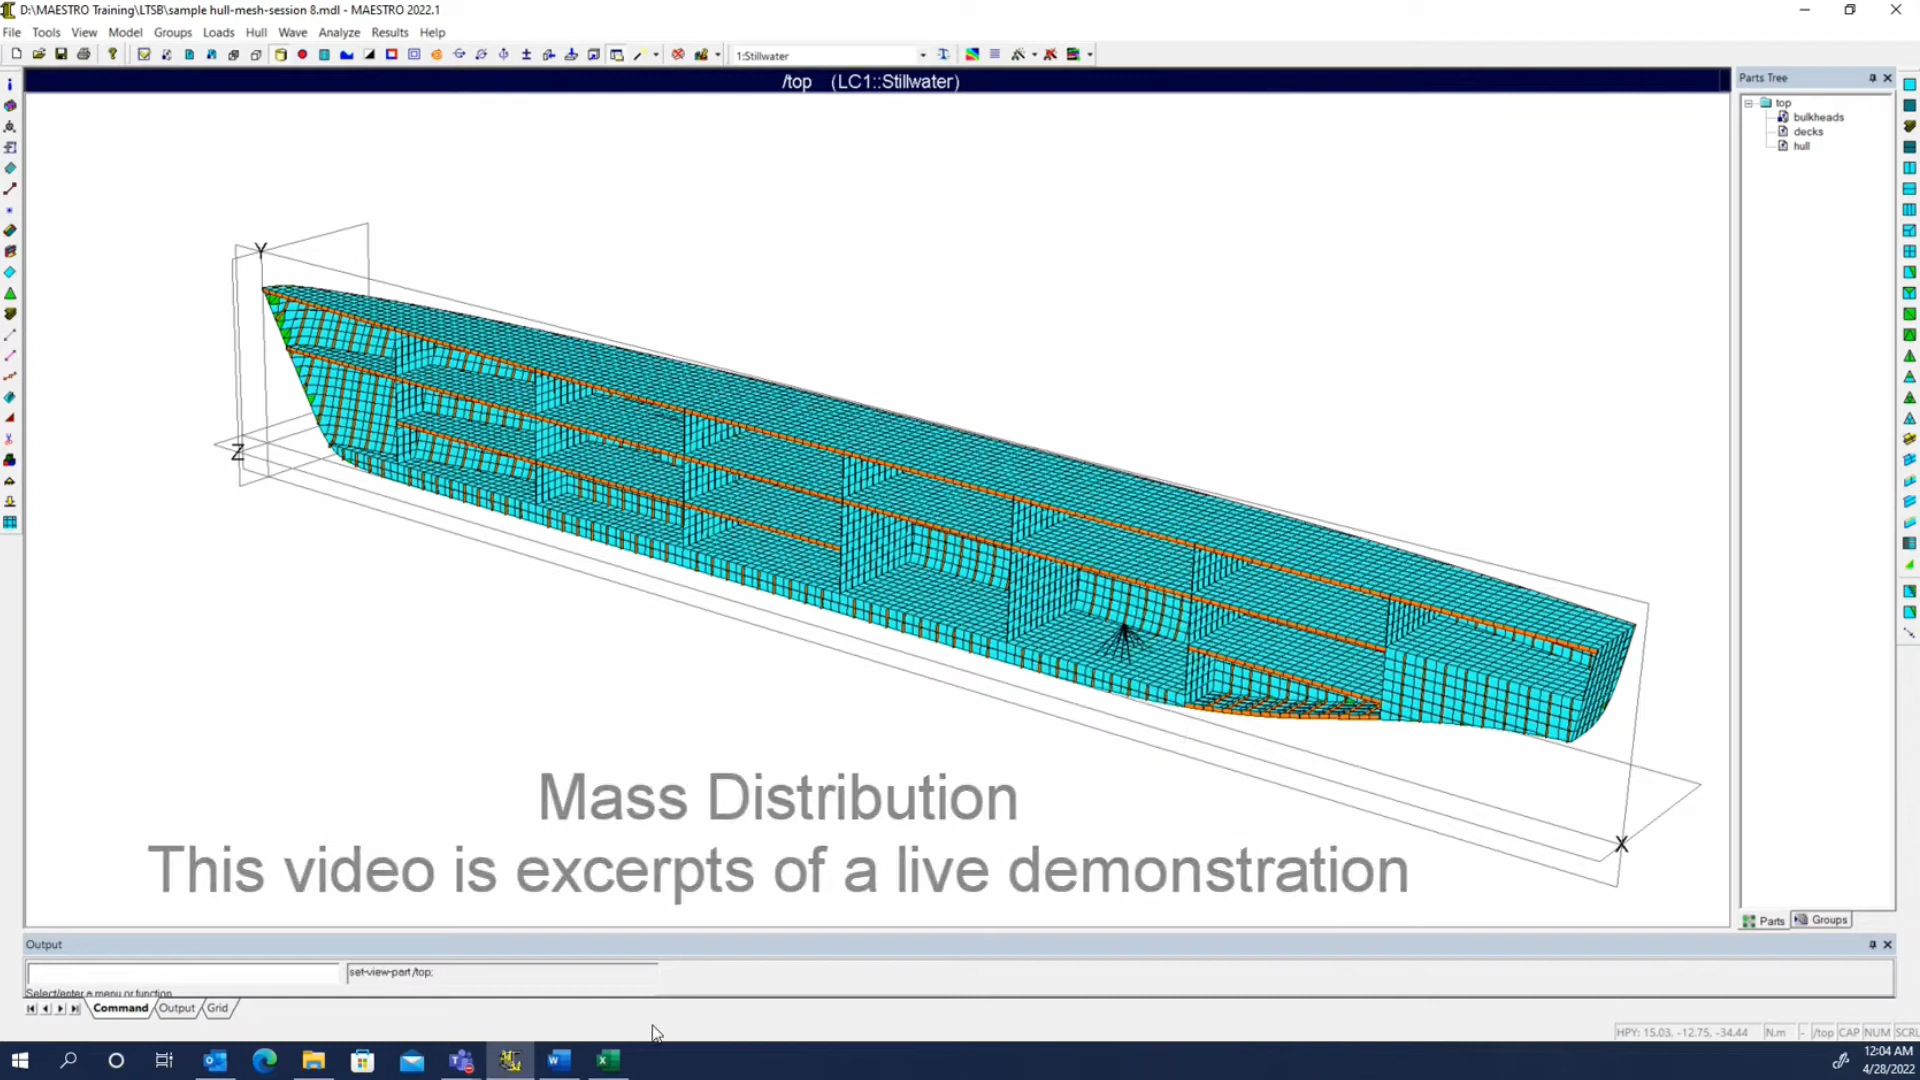 D:\MAESTRO Training\LTSB\sample hull-mesh-session 8.mdl - MAESTRO 2022.1
File Tools View Model Groups Loads Hull Wave Analyze Results Help
1:Stillwater
/top (LC1::Stillwater)
Parts Tree
top
bulkheads
decks
hull
Y
Z
X
Mass Distribution
This video is excerpts of a live demonstration
Parts Groups
Output
set-view-part /top;
Select/enter a menu or function
Command Output Grid
HPY: 15.03, -12.75, -34.44 N.m - /top CAP NUM SCRL
12:04 AM
4/28/2022